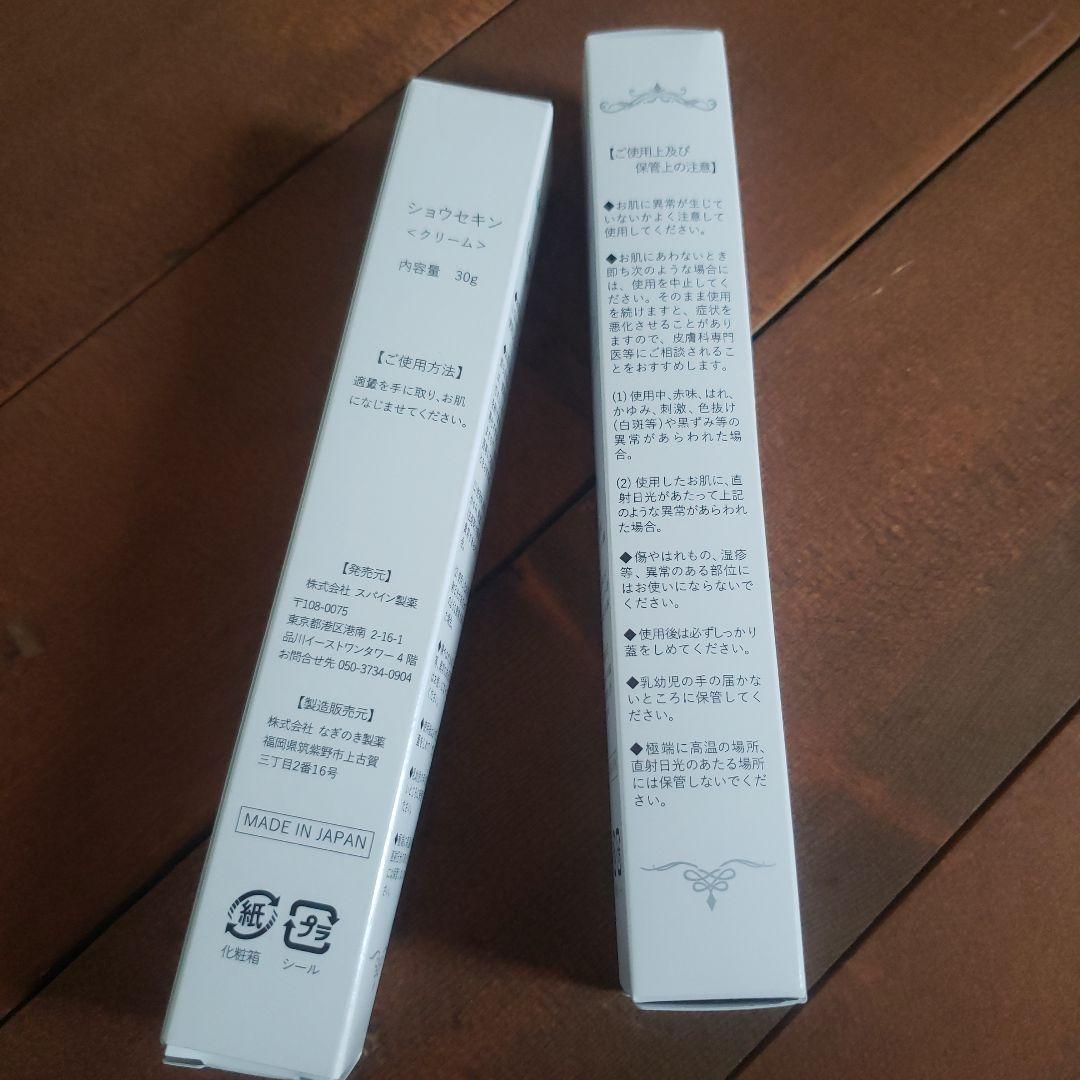 ショウセキン
<クリーム>
内容量 30g
【ご使用方法】
適量を手に取り、お肌
になじませてください。
【発売元】
株式会社 スパイン製薬
〒108-0075
東京都港区港南 2-16-1
品川イーストワンタワー 4 階
お問合せ先 050-3734-0904
【製造販売元】
株式会社 なぎのき製薬
福岡県筑紫野市上古賀
三丁目2番16号
MADE IN JAPAN
紙
化粧箱
プラ
シール
【ご使用上及び
保管上の注意】
◆お肌に異常が生じて
いないかよく注意して
使用してください。
◆お肌にあわないとき
即ち次のような場合に
は、使用を中止してく
ださい。そのまま使用
を続けますと、症状を
悪化させることがあり
ますので、皮膚科専門
医等にご相談されるこ
とをおすすめします。
(1) 使用中、赤味、はれ、
かゆみ、刺激、色抜け
(白斑等)や黒ずみ等の
異常があらわれた場
合。
(2) 使用したお肌に、直
射日光があたって上記
のような異常があらわれ
た場合。
◆傷やはれもの、湿疹
等、異常のある部位に
はお使いにならないで
ください。
◆使用後は必ずしっかり
蓋をしめてください。
◆乳幼児の手の届かな
いところに保管してく
ださい。
◆極端に高温の場所、
直射日光のあたる場所
には保管しないでくだ
さい。